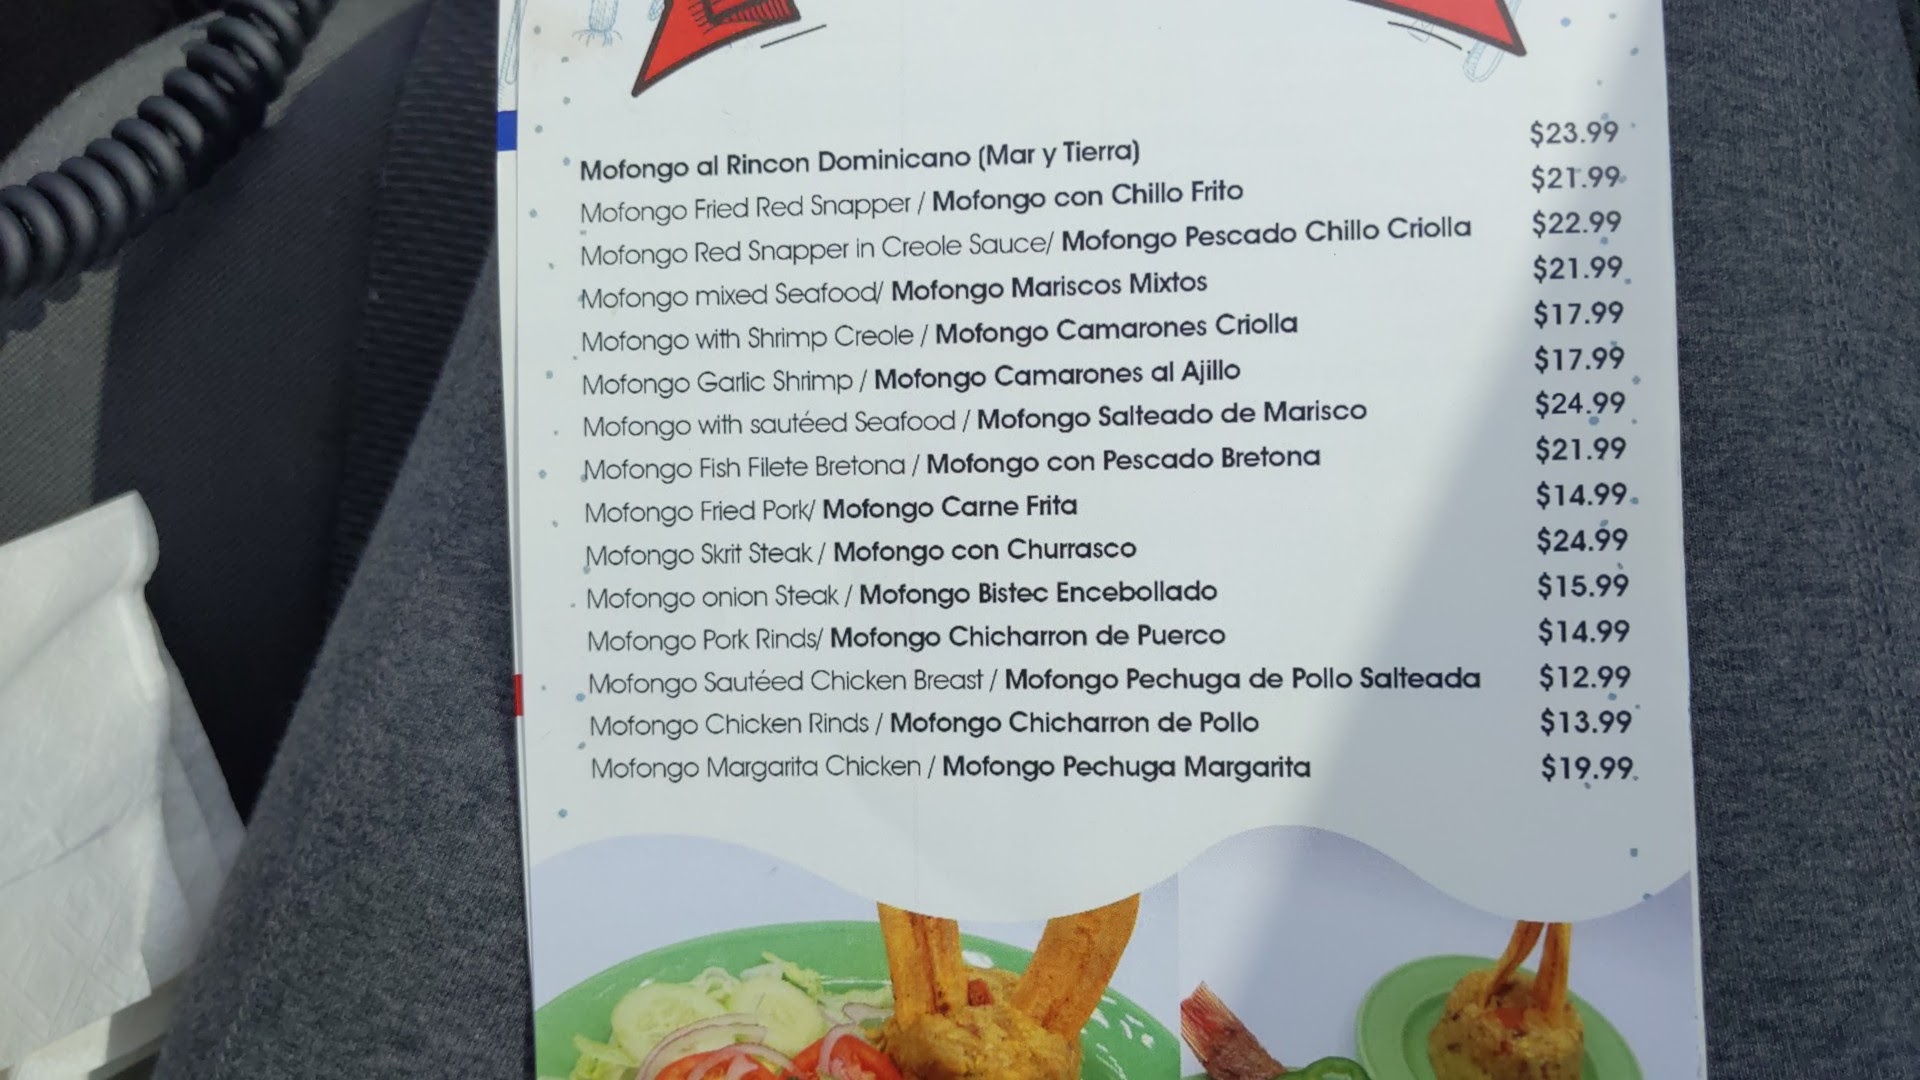 Mofongo al Rincon Dominicano (Mar y Tierra) $23.99
Mofongo Fried Red Snapper / Mofongo con Chillo Frito $21.99
Mofongo Red Snapper in Creole Sauce/ Mofongo Pescado Chillo Criolla $22.99
Mofongo mixed Seafood/ Mofongo Mariscos Mixtos $21.99
Mofongo with Shrimp Creole / Mofongo Camarones Criolla $17.99
Mofongo Garlic Shrimp / Mofongo Camarones al Ajillo $17.99
Mofongo with sautéed Seafood / Mofongo Salteado de Marisco $24.99
Mofongo Fish Filete Bretona / Mofongo con Pescado Bretona $21.99
Mofongo Fried Pork/ Mofongo Carne Frita $14.99
Mofongo Skrit Steak / Mofongo con Churrasco $24.99
Mofongo onion Steak / Mofongo Bistec Encebollado $15.99
Mofongo Pork Rinds/ Mofongo Chicharron de Puerco $14.99
Mofongo Sautéed Chicken Breast / Mofongo Pechuga de Pollo Salteada $12.99
Mofongo Chicken Rinds / Mofongo Chicharron de Pollo $13.99
Mofongo Margarita Chicken / Mofongo Pechuga Margarita $19.99